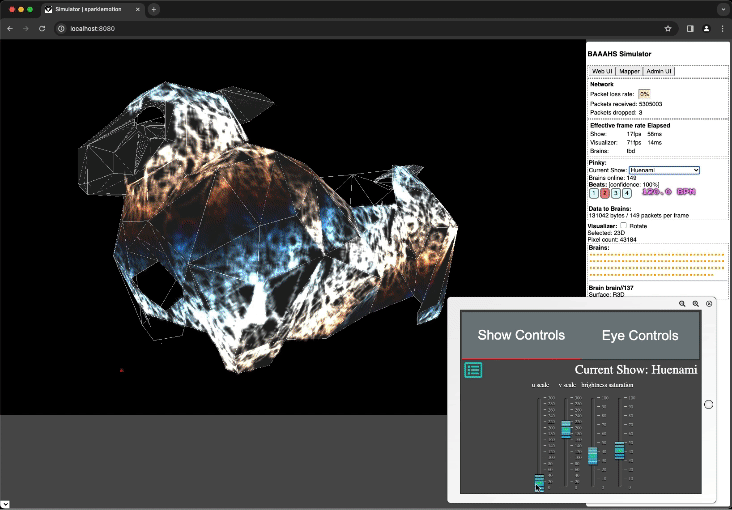 Simulator | sparklemotion
localhost:8080
BAAAHS Simulator
Web UI Mapper Admin UI
Network
Packet loss rate: 0%
Packets received: 5305003
Packets dropped: 3
Effective frame rate Elapsed
Show: 17fps 56ms
Visualizer: 71fps 14ms
Brains: tbd
Pinky:
Current Show: Huenami
Brains online: 149
Beats: [confidence: 100%]
1 2 3 4 120.0 BPM
Data to Brains:
131042 bytes / 149 packets per frame
Visualizer: Rotate
Selected: 23D
Pixel count: 43184
Brains:
Brain brain//137
Surface: R3D
Show Controls Eye Controls
Current Show: Huenami
u scale v scale brightness saturation